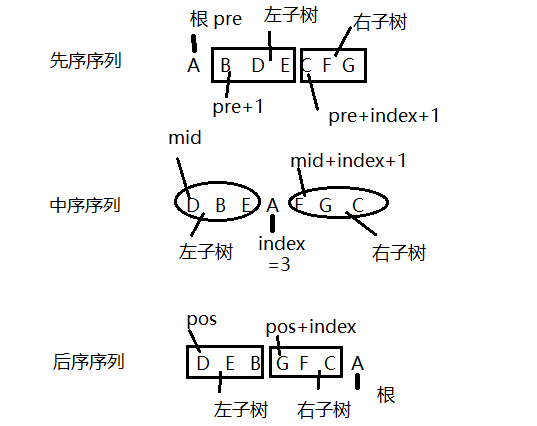 根 pre
左子树
右子树
先序序列
A B D E C F G
pre+1
pre+index+1
mid
mid+index+1
中序序列
D B E A F G C
左子树
index
=3
右子树
pos
pos+index
后序序列
D E B G F C A
左子树
右子树
根